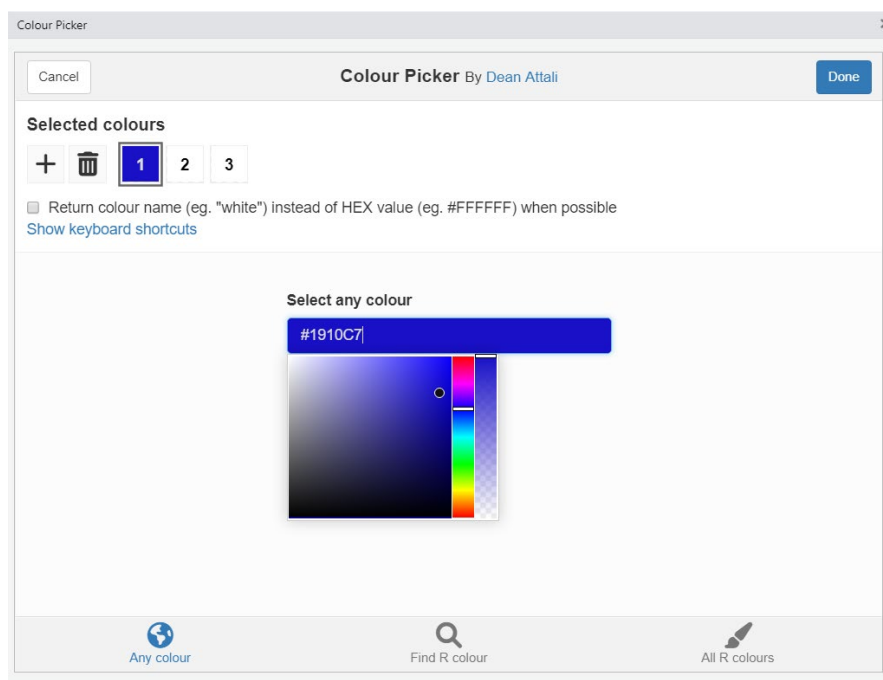 Colour Picker
Cancel
Colour Picker By Dean Attali
Done
Selected colours
1 2 3
Return colour name (eg. "white") instead of HEX value (eg. #FFFFFF) when possible
Show keyboard shortcuts
Select any colour
#1910C7
Any colour
Find R colour
All R colours